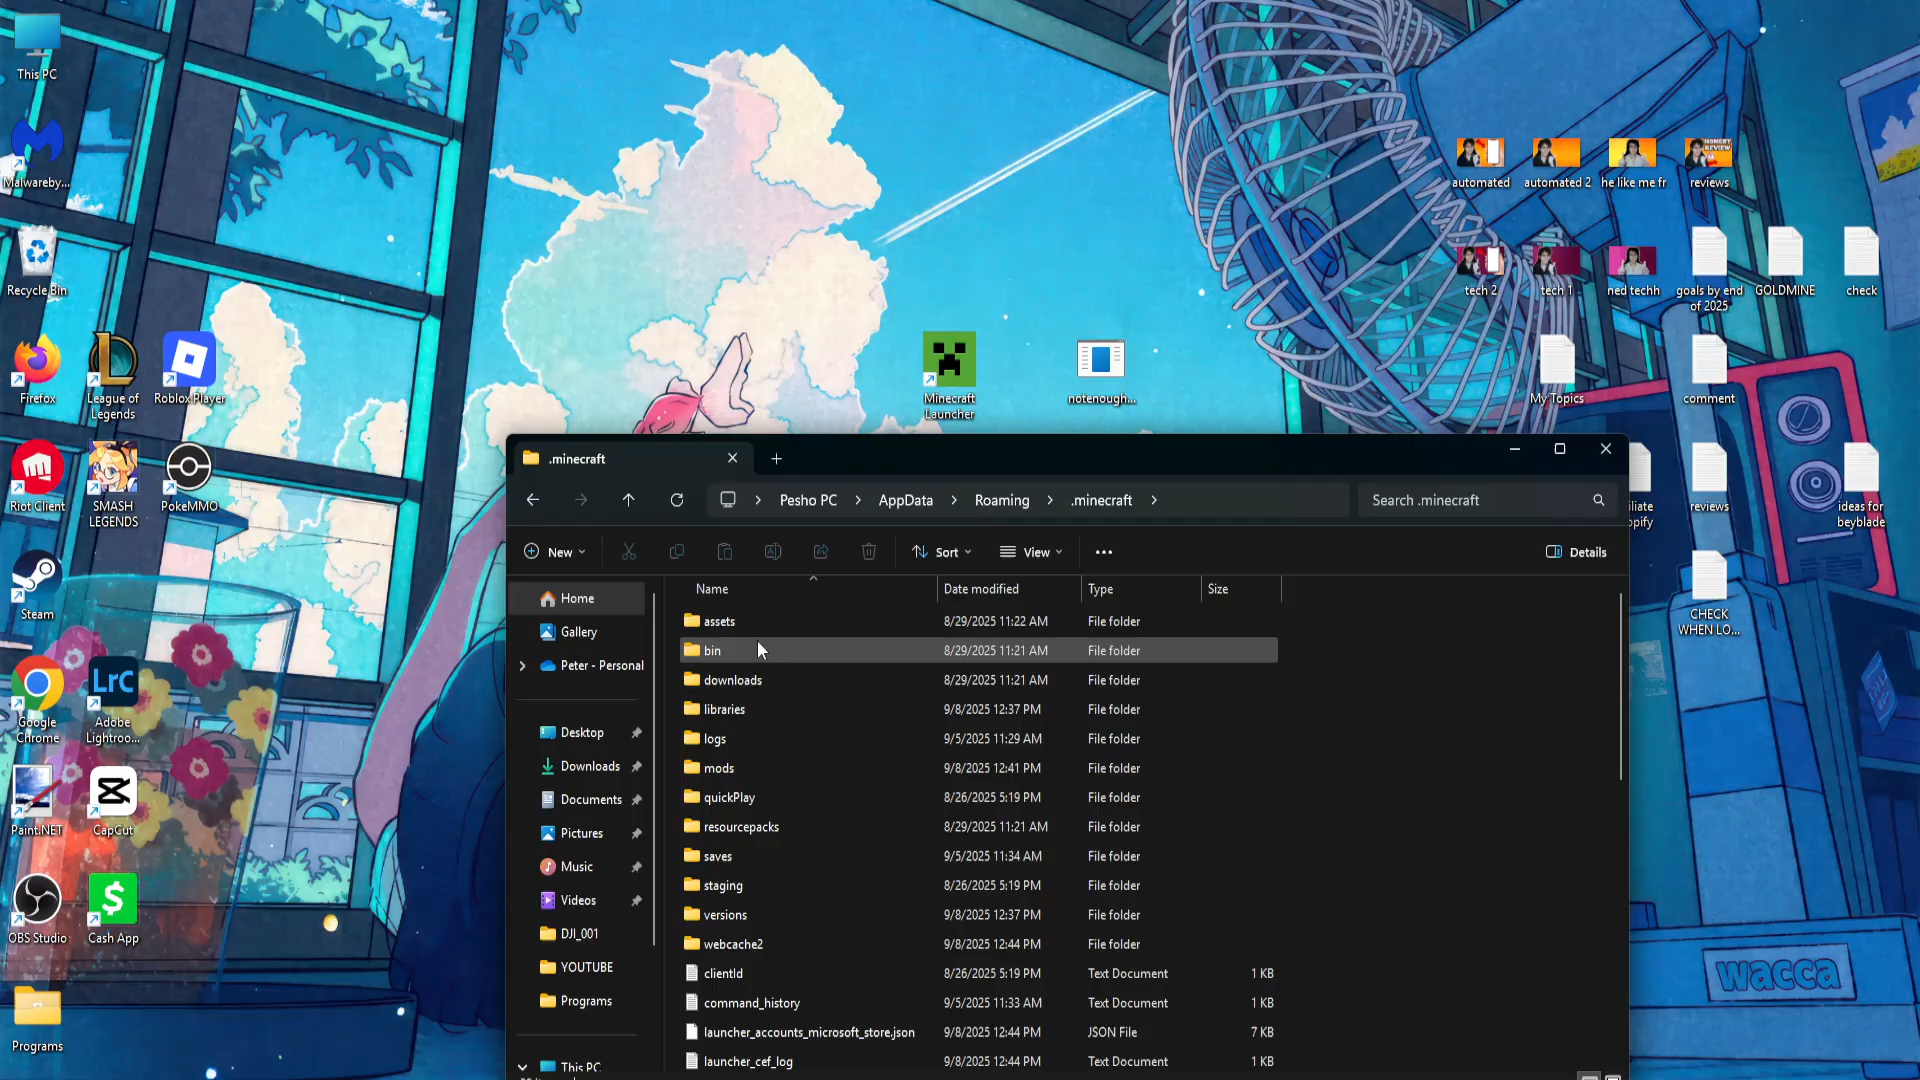 This PC
Malwareby...
Recycle Bin
Firefox
League of
Legends
Roblox Player
Riot Client
SMASH
LEGENDS
PokeMMO
Steam
Google
Chrome
Adobe
Lightroo...
Paint.NET
CapCut
OBS Studio
Cash App
Programs
Minecraft
Launcher
notenough...
automated
automated 2
he like me fr
HONEST
REVIEW
reviews
tech 2
tech 1
ned techh
goals by end
of 2025
GOLDMINE
check
My Topics
comment
reviews
ideas for
beyblade
CHECK
WHEN LO...
wacca
.minecraft
Pesho PC > AppData > Roaming > .minecraft >
Search .minecraft
New
Sort
View
Details
Home
Gallery
Peter - Personal
Desktop
Downloads
Documents
Pictures
Music
Videos
DJI_001
YOUTUBE
Programs
This PC
Name Date modified Type Size
assets 8/29/2025 11:22 AM File folder
bin 8/29/2025 11:21 AM File folder
downloads 8/29/2025 11:21 AM File folder
libraries 9/8/2025 12:37 PM File folder
logs 9/5/2025 11:29 AM File folder
mods 9/8/2025 12:41 PM File folder
quickPlay 8/26/2025 5:19 PM File folder
resourcepacks 8/29/2025 11:21 AM File folder
saves 9/5/2025 11:34 AM File folder
staging 8/26/2025 5:19 PM File folder
versions 9/8/2025 12:37 PM File folder
webcache2 9/8/2025 12:44 PM File folder
clientId 8/26/2025 5:19 PM Text Document 1 KB
command_history 9/5/2025 11:33 AM Text Document 1 KB
launcher_accounts_microsoft_store.json 9/8/2025 12:44 PM JSON File 7 KB
launcher_cef_log 9/8/2025 12:44 PM Text Document 1 KB